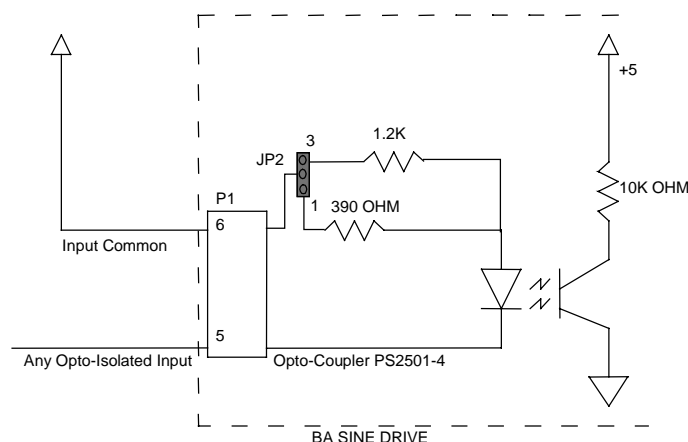 +5
3
1.2K
JP2
10K OHM
P1
1
390 OHM
6
Input Common
5
Any Opto-Isolated Input
Opto-Coupler PS2501-4
BA SINE DRIVE